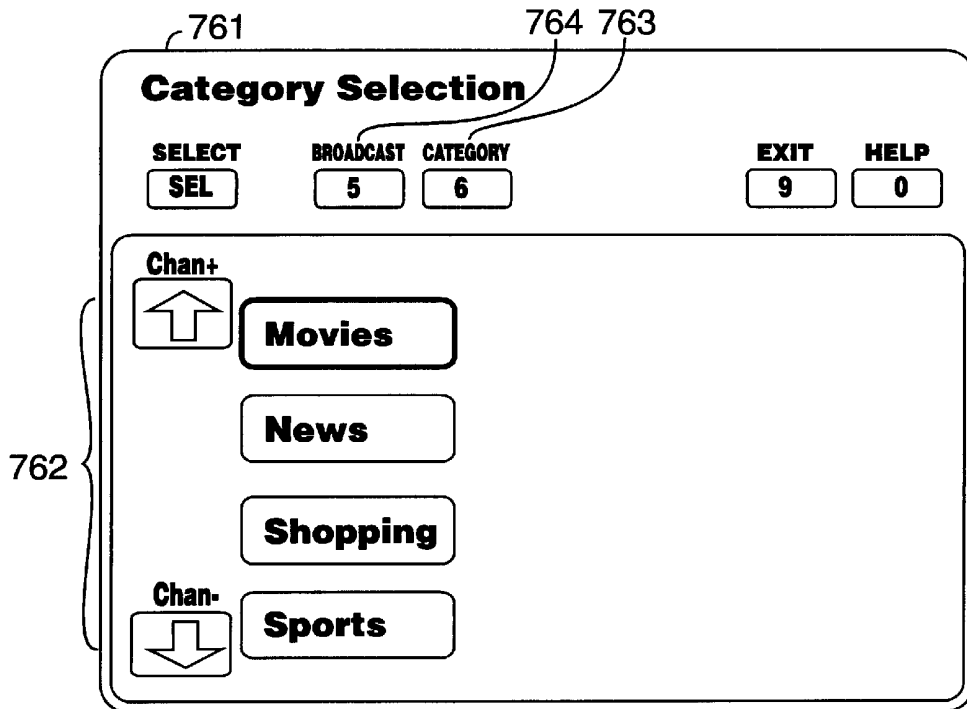 761
764 763
Category Selection
SELECT BROADCAST CATEGORY EXIT HELP
SEL 5 6 9 0
Chan+
Movies
News
762
Shopping
Chan-
Sports